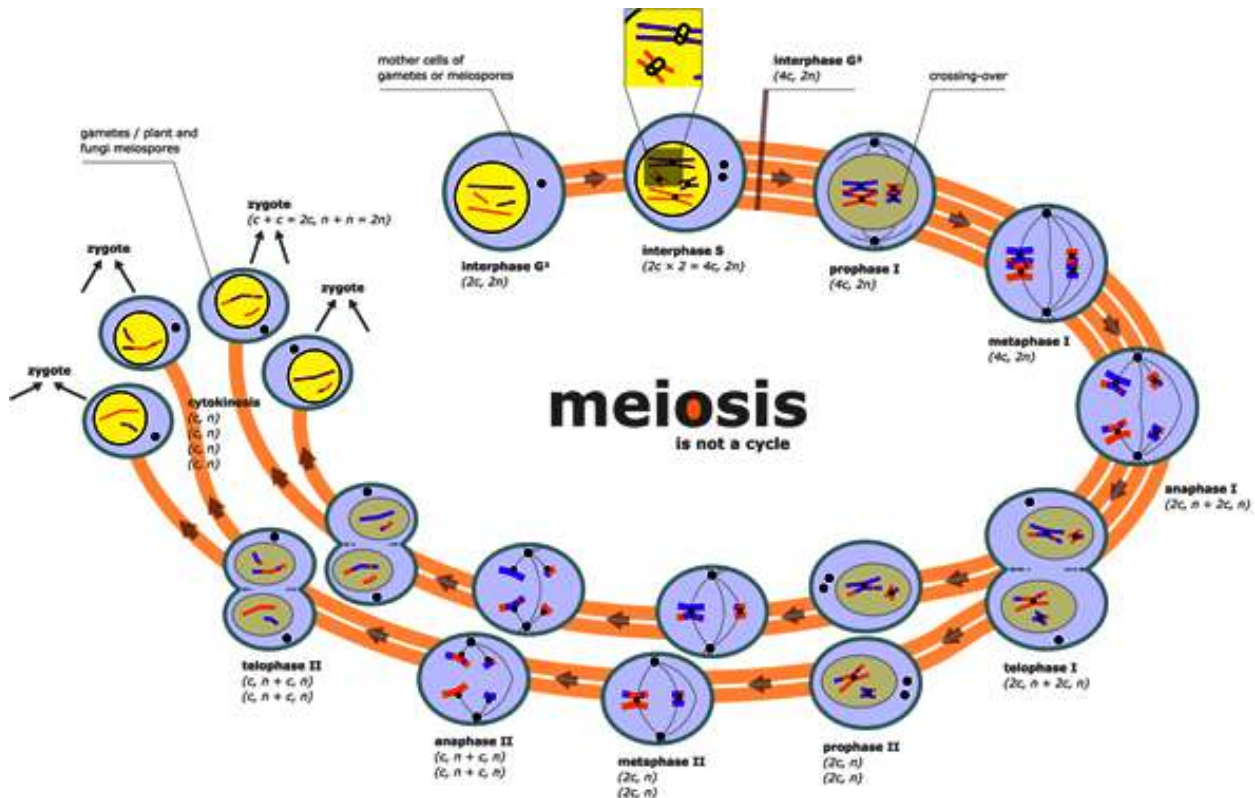 mother cells of
gametes or meiospores
interphase G²
(4c, 2n)
crossing-over
gametes / plant and
fungi meiospores
zygote
(c + c = 2c, n + n = 2n)
zygote
zygote
zygote
interphase S
(2c × 2 = 4c, 2n)
prophase I
(4c, 2n)
(2c, 2n)
metaphase I
(4c, 2n)
meiosis
is not a cycle
cytokinesis
(c, n)
(c, n)
(c, n)
(c, n)
anaphase I
(2c, n + 2c, n)
telophase II
(c, n + c, n)
(c, n + c, n)
telophase I
(2c, n + 2c, n)
anaphase II
(c, n + c, n)
(c, n + c, n)
metaphase II
(2c, n)
(2c, n)
prophase II
(2c, n)
(2c, n)